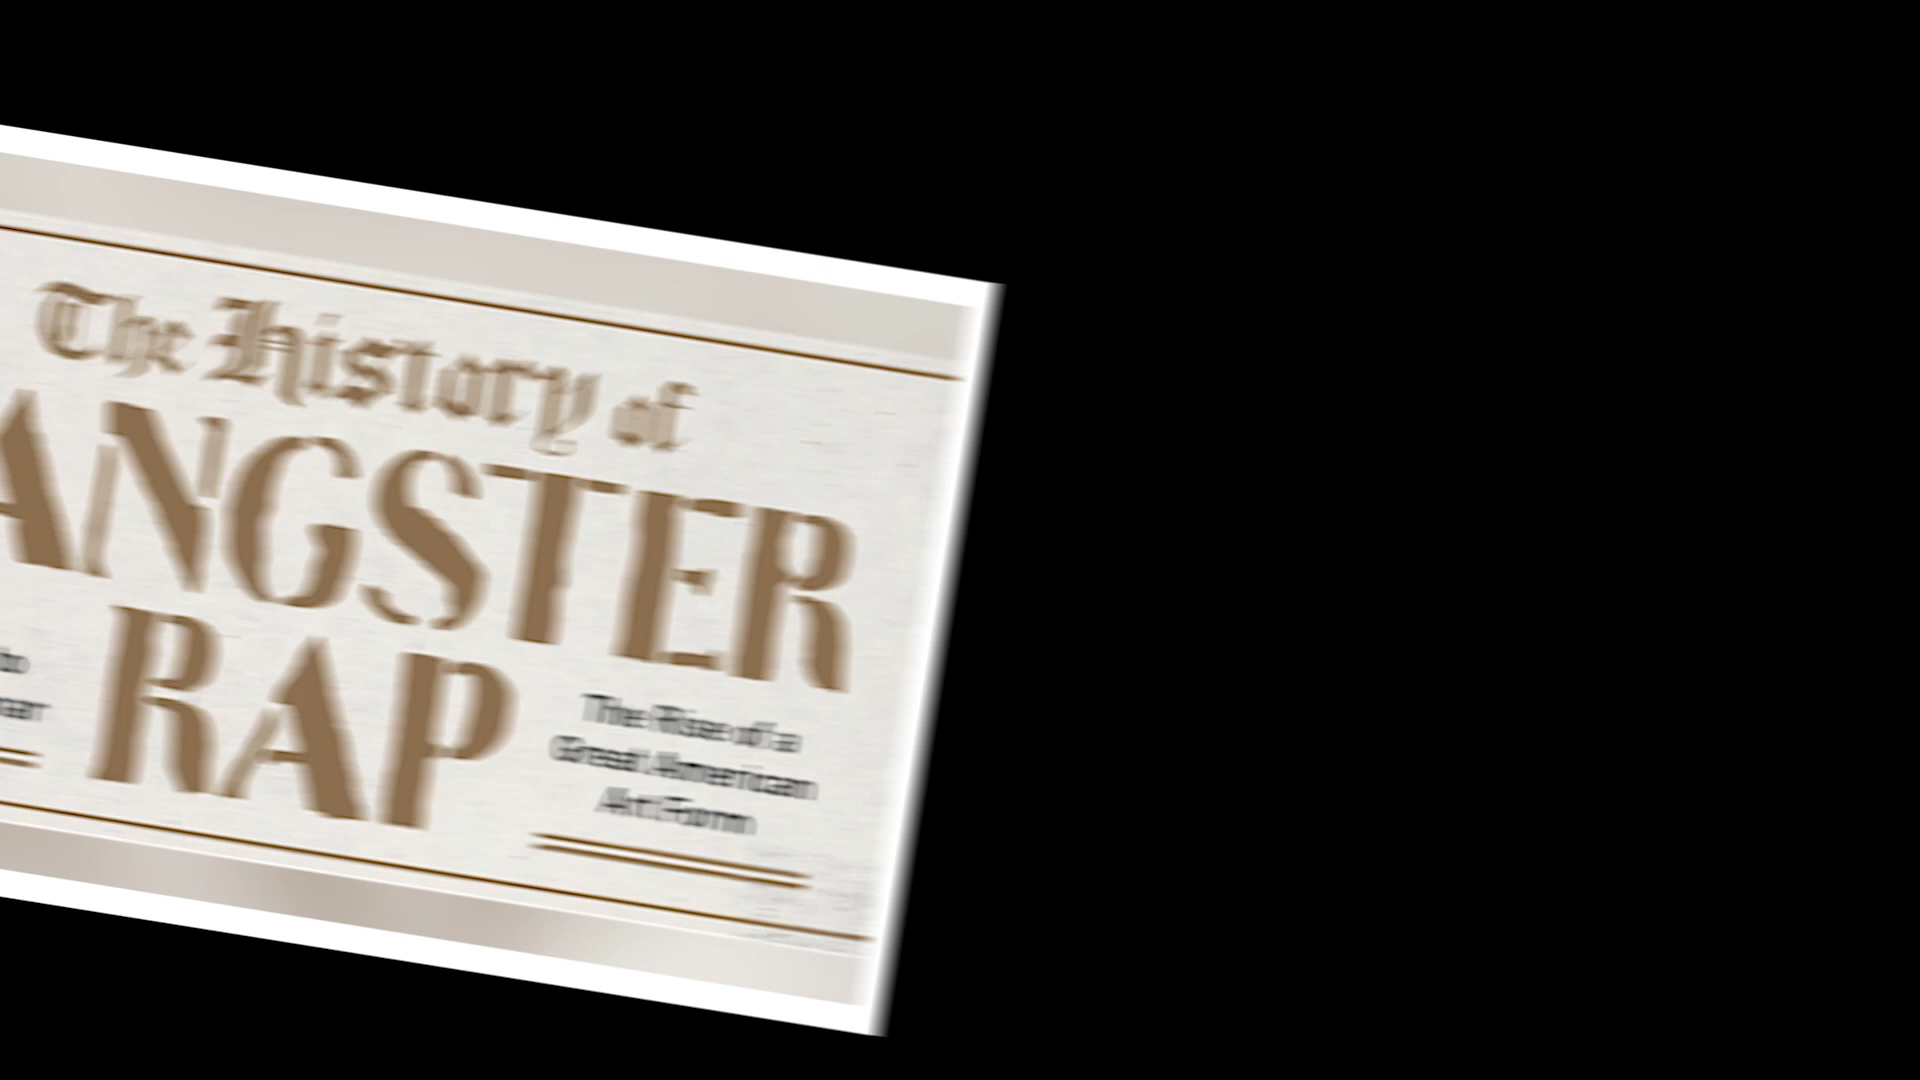 The History of
ANGSTER
RAP
The Rise of a
Great American
Art Form